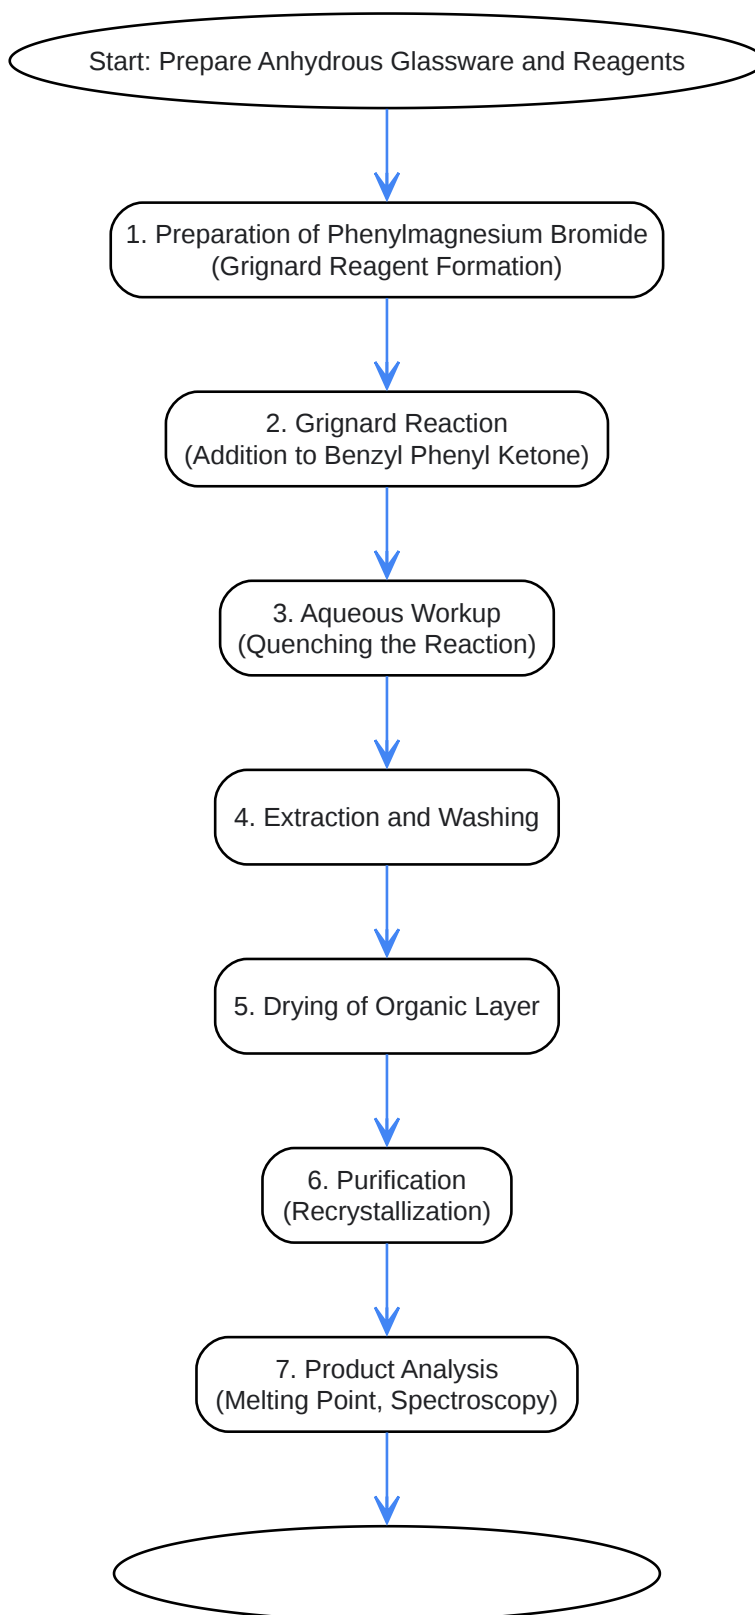 Start: Prepare Anhydrous Glassware and Reagents
1. Preparation of Phenylmagnesium Bromide
(Grignard Reagent Formation)
2. Grignard Reaction
(Addition to Benzyl Phenyl Ketone)
3. Aqueous Workup
(Quenching the Reaction)
4. Extraction and Washing
5. Drying of Organic Layer
6. Purification
(Recrystallization)
7. Product Analysis
(Melting Point, Spectroscopy)